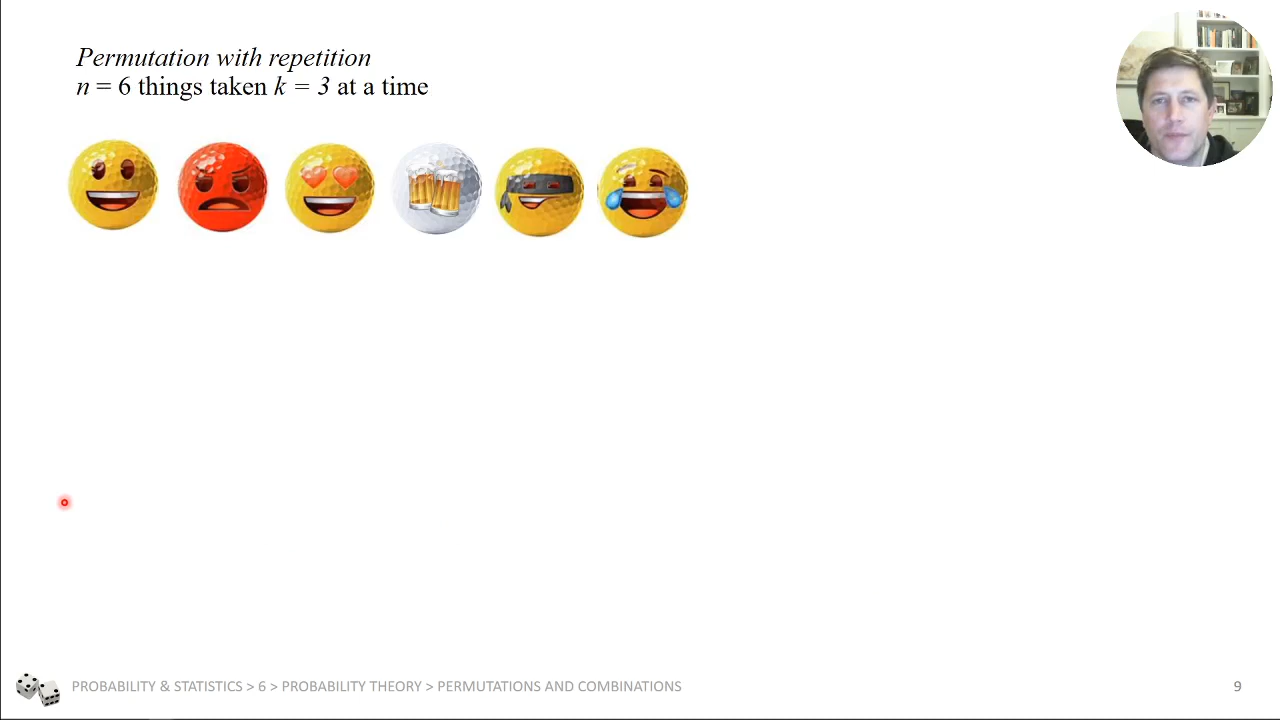 Permutation with repetition
n = 6 things taken k = 3 at a time
PROBABILITY & STATISTICS > 6 > PROBABILITY THEORY > PERMUTATIONS AND COMBINATIONS
9